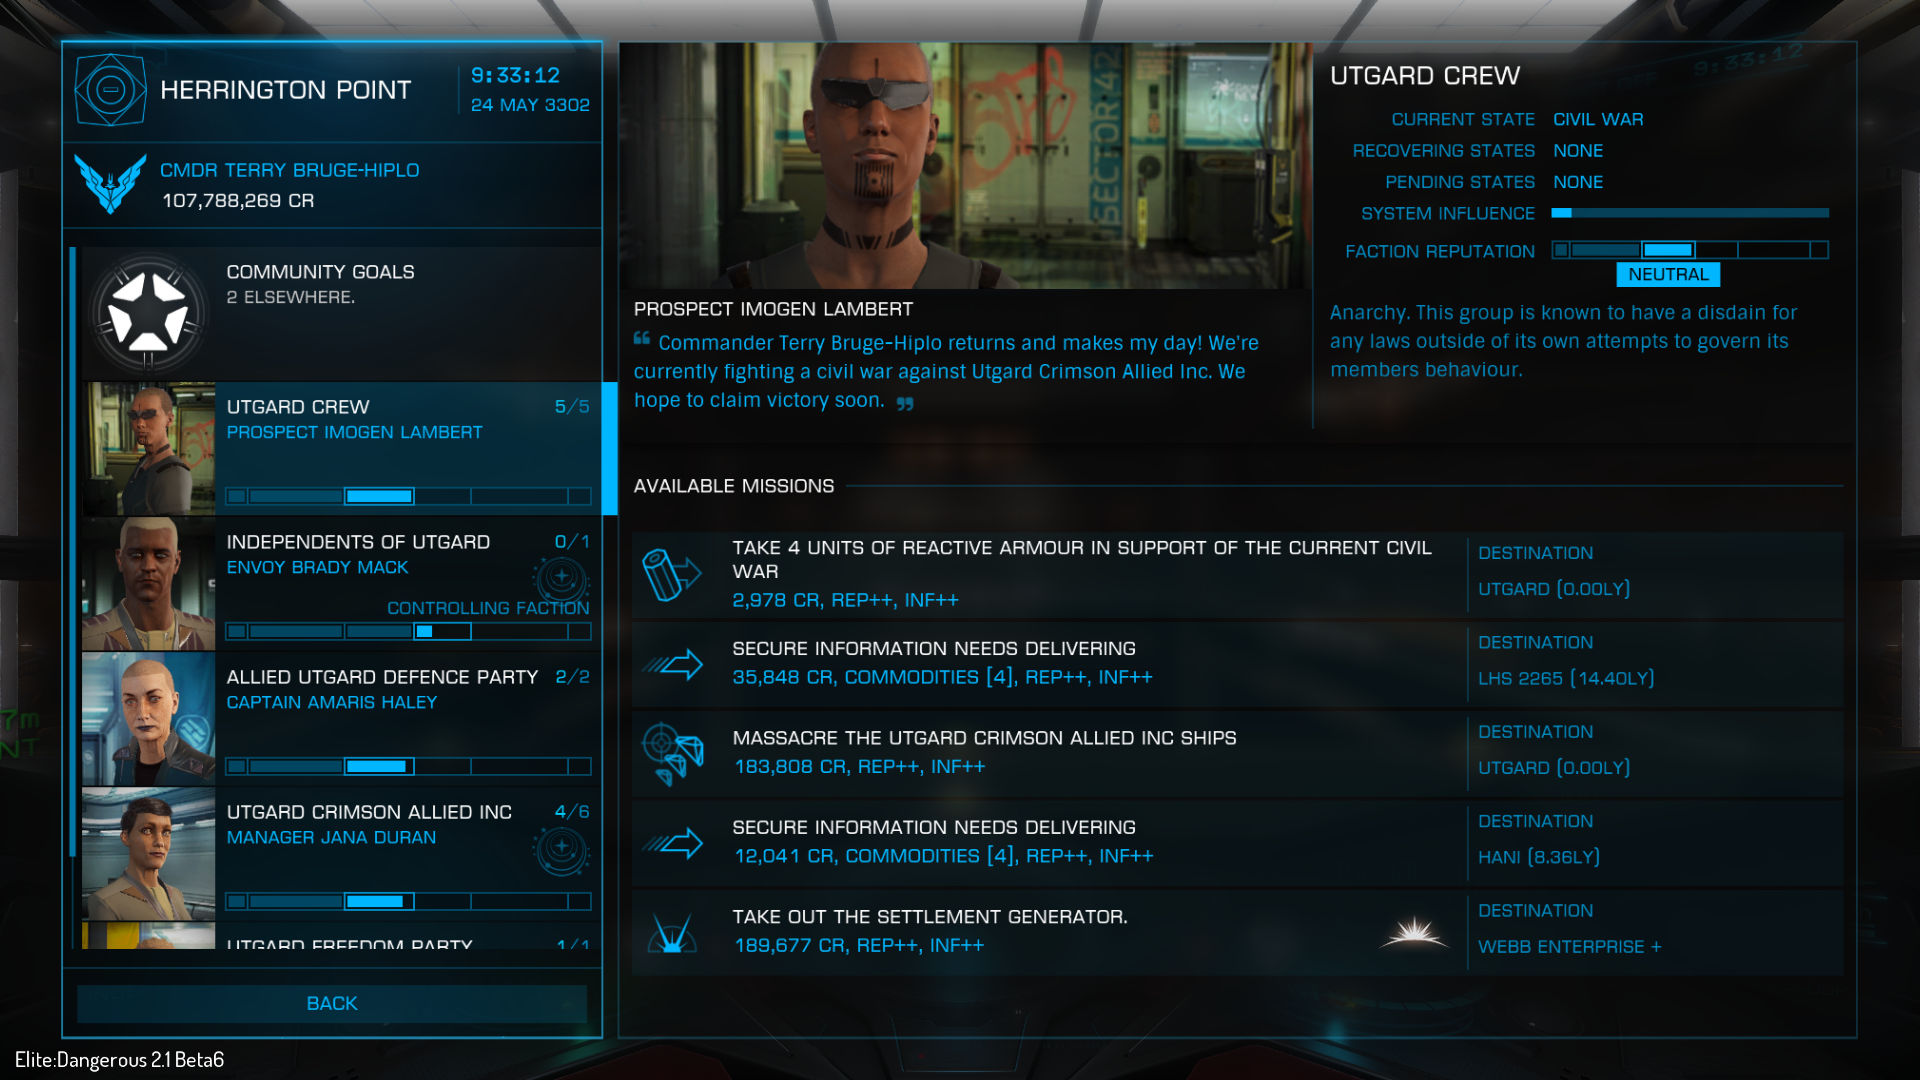 HERRINGTON POINT
9:33:12
24 MAY 3302
CMDR TERRY BRUGE-HIPLO
107,788,269 CR
COMMUNITY GOALS
2 ELSEWHERE.
UTGARD CREW 5/5
PROSPECT IMOGEN LAMBERT
INDEPENDENTS OF UTGARD 0/1
ENVOY BRADY MACK
CONTROLLING FACTION
ALLIED UTGARD DEFENCE PARTY 2/2
CAPTAIN AMARIS HALEY
UTGARD CRIMSON ALLIED INC 4/6
MANAGER JANA DURAN
UTGARD FREEDOM PARTY 1/1
BACK
SECTOR 42
PROSPECT IMOGEN LAMBERT
“ Commander Terry Bruge-Hiplo returns and makes my day! We're
currently fighting a civil war against Utgard Crimson Allied Inc. We
hope to claim victory soon. ”
UTGARD CREW
CURRENT STATE CIVIL WAR
RECOVERING STATES NONE
PENDING STATES NONE
SYSTEM INFLUENCE
FACTION REPUTATION
NEUTRAL
Anarchy. This group is known to have a disdain for
any laws outside of its own attempts to govern its
members behaviour.
AVAILABLE MISSIONS
TAKE 4 UNITS OF REACTIVE ARMOUR IN SUPPORT OF THE CURRENT CIVIL
WAR
2,978 CR, REP++, INF++
DESTINATION
UTGARD (0.00LY)
SECURE INFORMATION NEEDS DELIVERING
35,848 CR, COMMODITIES [4], REP++, INF++
DESTINATION
LHS 2265 (14.40LY)
MASSACRE THE UTGARD CRIMSON ALLIED INC SHIPS
183,808 CR, REP++, INF++
DESTINATION
UTGARD (0.00LY)
SECURE INFORMATION NEEDS DELIVERING
12,041 CR, COMMODITIES [4], REP++, INF++
DESTINATION
HANI (8.36LY)
TAKE OUT THE SETTLEMENT GENERATOR.
189,677 CR, REP++, INF++
DESTINATION
WEBB ENTERPRISE +
9:33:12
7m
NT
Elite:Dangerous 2.1 Beta6